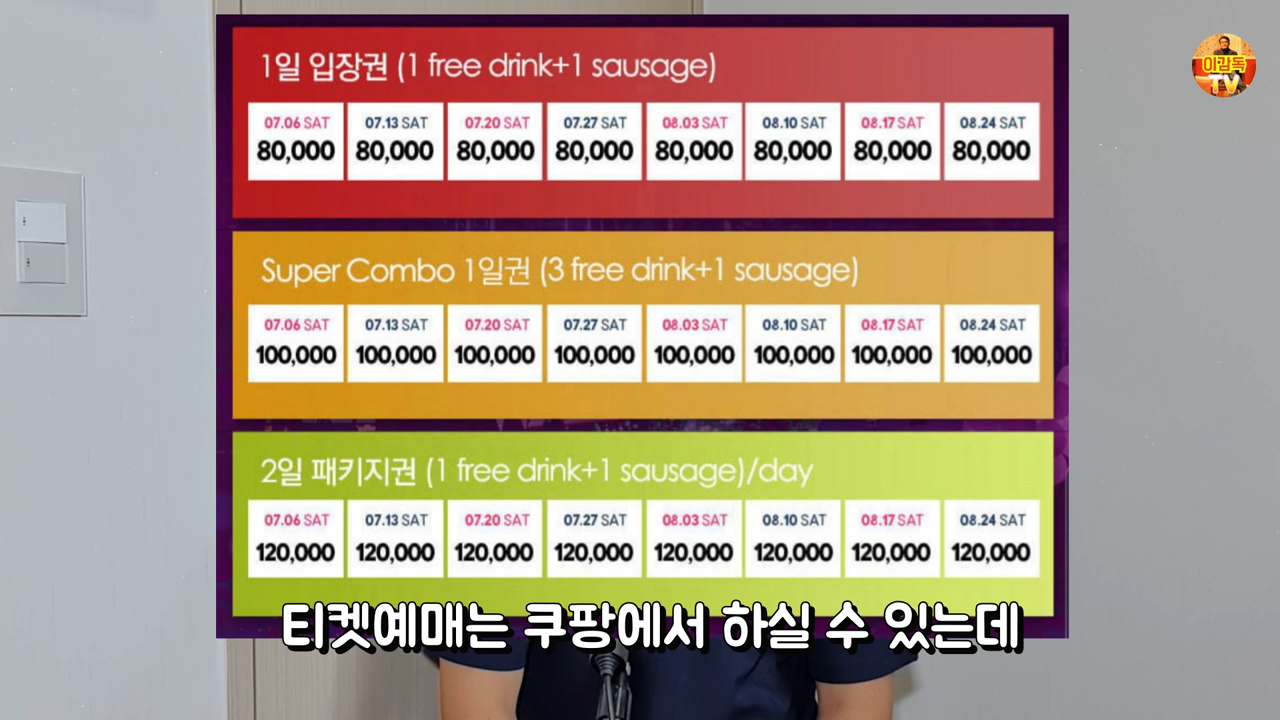 이감독
TV
1일 입장권 (1 free drink+1 sausage)
07.06 SAT 07.13 SAT 07.20 SAT 07.27 SAT 08.03 SAT 08.10 SAT 08.17 SAT 08.24 SAT
80,000 80,000 80,000 80,000 80,000 80,000 80,000 80,000
Super Combo 1일권 (3 free drink+1 sausage)
07.06 SAT 07.13 SAT 07.20 SAT 07.27 SAT 08.03 SAT 08.10 SAT 08.17 SAT 08.24 SAT
100,000 100,000 100,000 100,000 100,000 100,000 100,000 100,000
2일 패키지권 (1 free drink+1 sausage)/day
07.06 SAT 07.13 SAT 07.20 SAT 07.27 SAT 08.03 SAT 08.10 SAT 08.17 SAT 08.24 SAT
120,000 120,000 120,000 120,000 120,000 120,000 120,000 120,000
티켓예매는 쿠팡에서 하실 수 있는데